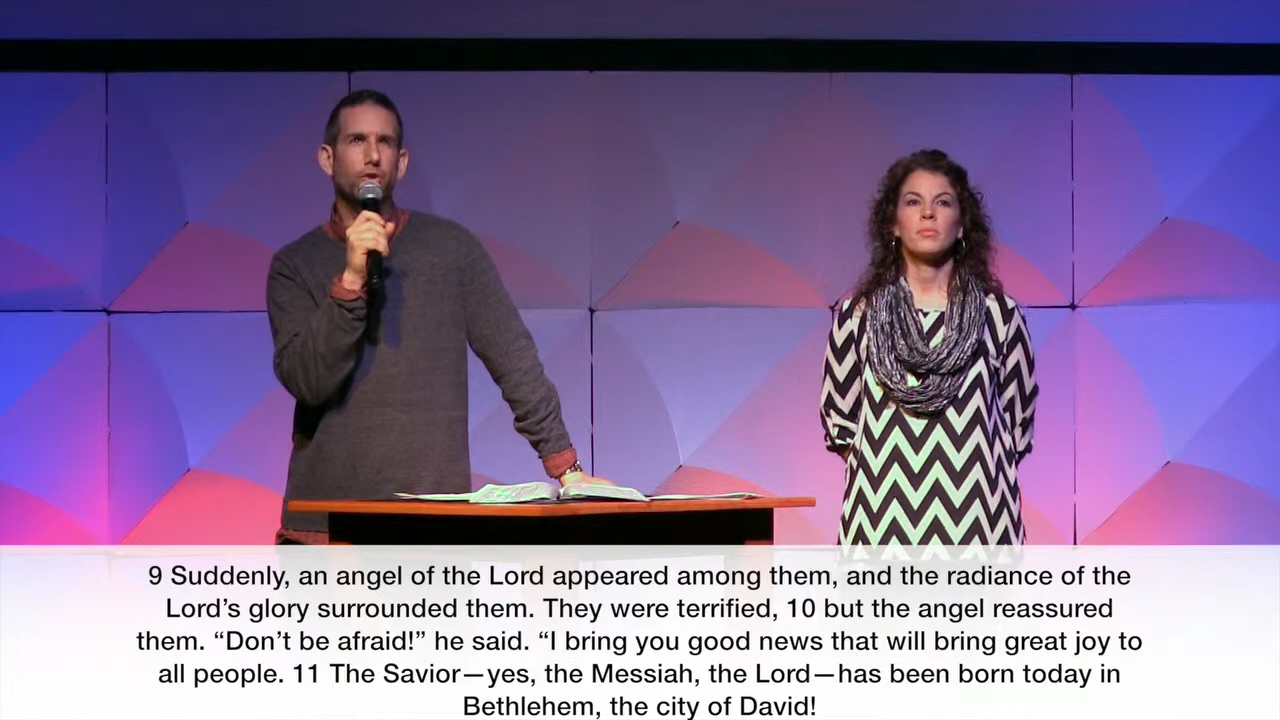 9 Suddenly, an angel of the Lord appeared among them, and the radiance of the
Lord’s glory surrounded them. They were terrified, 10 but the angel reassured
them. “Don’t be afraid!” he said. “I bring you good news that will bring great joy to
all people. 11 The Savior—yes, the Messiah, the Lord—has been born today in
Bethlehem, the city of David!